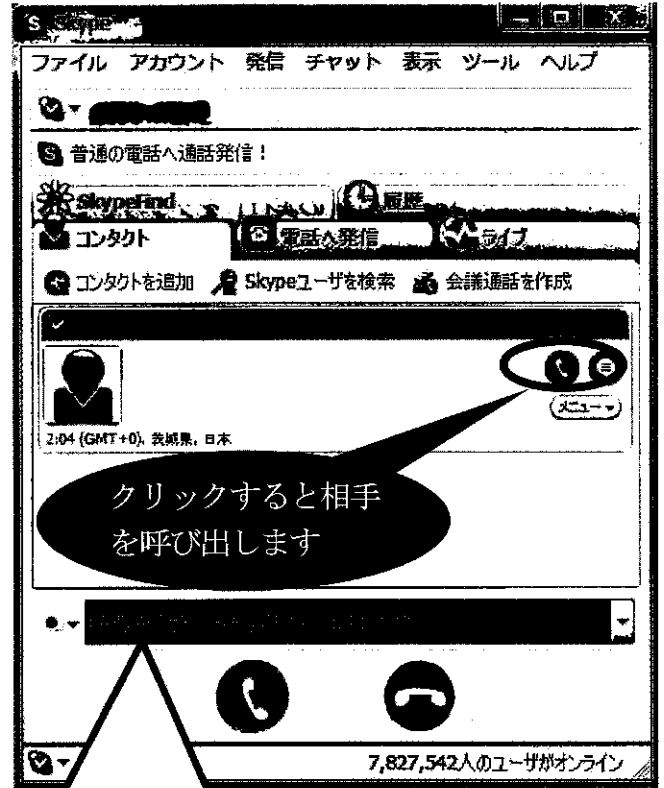 Skype
ファイル アカウント 発信 チャット 表示 ツール ヘルプ
普通の電話へ通話発信！
SkypeFind 履歴
コンタクト 電話へ発信 ライブ
コンタクトを追加 Skypeユーザを検索 会議通話を作成
メニュー
2:04 (GMT+0), 茨城県, 日本
クリックすると相手
を呼び出します
7,827,542人のユーザがオンライン